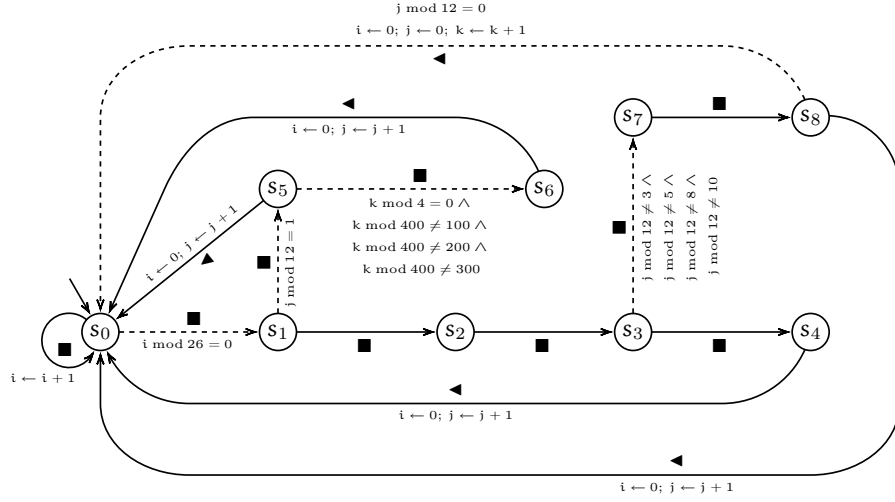 j mod 12 = 0
i ← 0; j ← 0; k ← k + 1
i ← 0; j ← j + 1
s7
s8
s5
s6
k mod 4 = 0 ∧
k mod 400 ≠ 100 ∧
k mod 400 ≠ 200 ∧
k mod 400 ≠ 300
i ← 0; j ← j + 1
j mod 12 = 1
j mod 12 ≠ 3 ∧
j mod 12 ≠ 5 ∧
j mod 12 ≠ 8 ∧
j mod 12 ≠ 10
s0
i mod 26 = 0
s1
s2
s3
s4
i ← i + 1
i ← 0; j ← j + 1
i ← 0; j ← j + 1